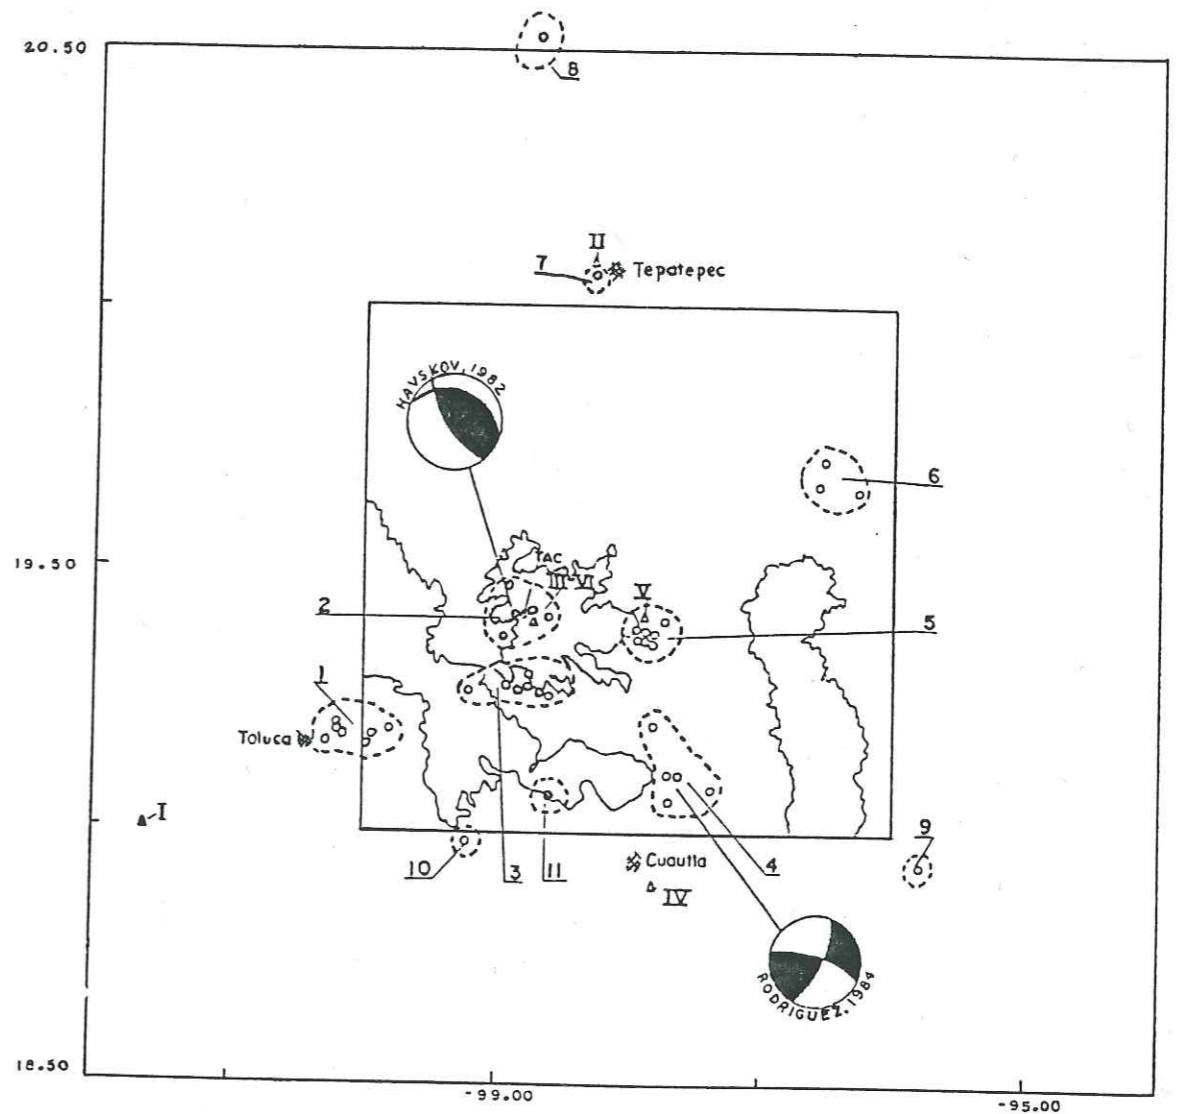 20.50
8
II
7
Tepatepec
HAVSKOV, 1982
6
19.50
TAC
III-VI
V
2
5
1
Toluca
I
9
Cuautla
10
3
11
4
IV
RODRIGUEZ, 1984
18.50
-99.00
-95.00